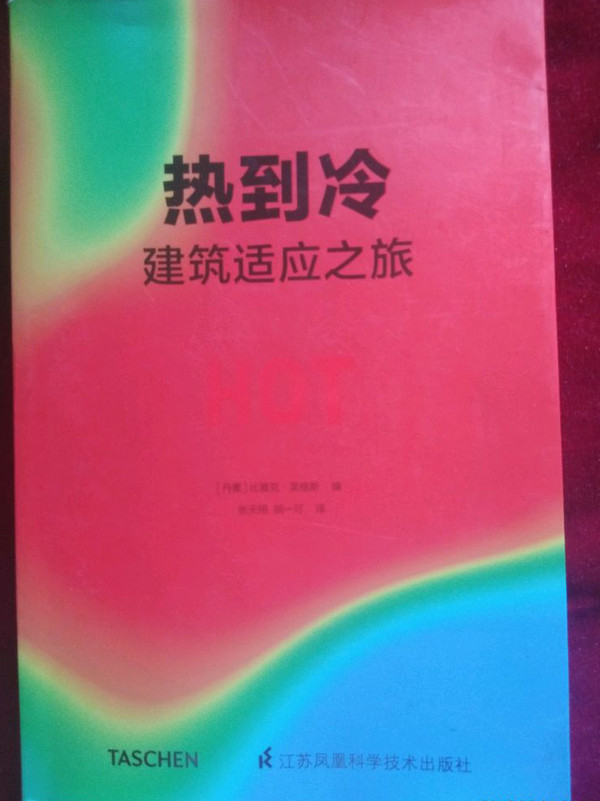 热到冷
建筑适应之旅
HOT
[丹麦]比雅克·英格斯 编
张天翔 胡一可 译
TASCHEN
江苏凤凰科学技术出版社